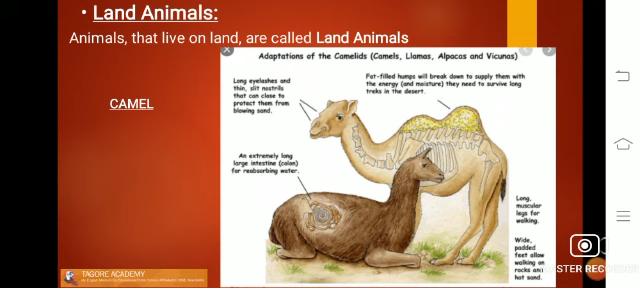 • Land Animals:
Animals, that live on land, are called Land Animals
Adaptations of the Camelids (Camels, Llamas, Alpacas and Vicunas)
Long eyelashes and
thin, slit nostrils
that can close to
protect them from
blowing sand.
Fat-filled humps will break down to supply them with
the energy (and moisture) they need to survive long
treks in the desert.
CAMEL
An extremely long
large intestine (colon)
for reabsorbing water.
Long,
muscular
legs for
walking.
Wide,
padded
feet allow
walking on
rocks and
hot sand.
TAGORE ACADEMY
STER REC